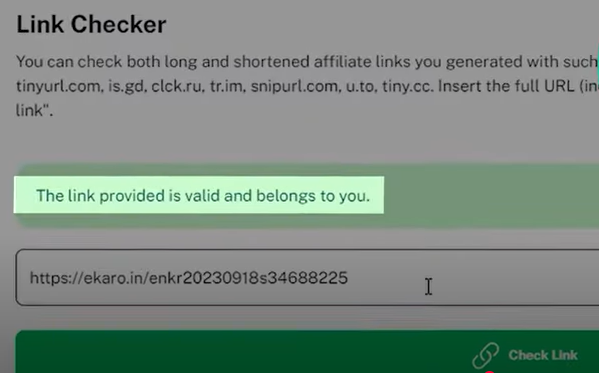 Link Checker
You can check both long and shortened affiliate links you generated with such
tinyurl.com, is.gd, clck.ru, tr.im, snipurl.com, u.to, tiny.cc. Insert the full URL (in
link".
The link provided is valid and belongs to you.
https://ekaro.in/enkr20230918s34688225
Check Link